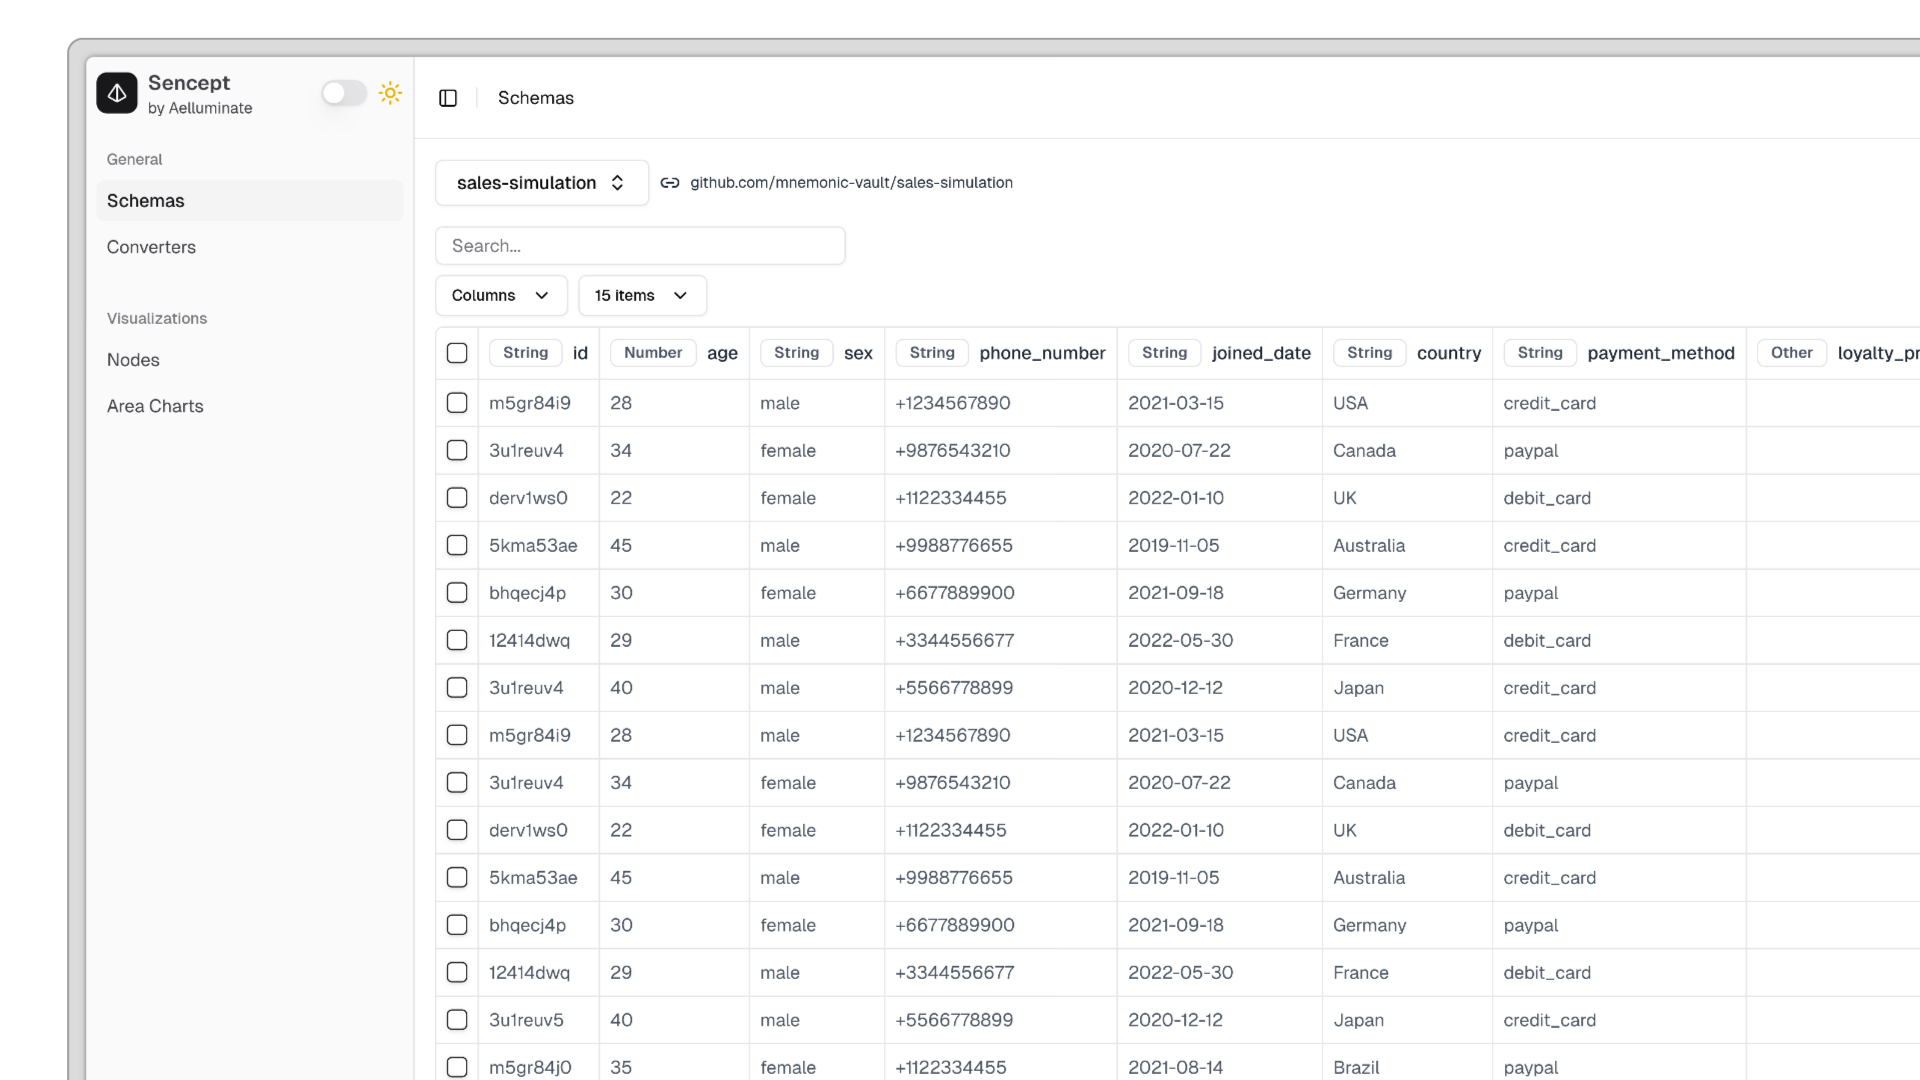 Sencept
by Aelluminate
General
Schemas
Converters
Visualizations
Nodes
Area Charts
Schemas
sales-simulation github.com/mnemonic-vault/sales-simulation
Search...
Columns 15 items
String id Number age String sex String phone_number String joined_date String country String payment_method Other loyalty_pr
m5gr84i9 28 male +1234567890 2021-03-15 USA credit_card
3u1reuv4 34 female +9876543210 2020-07-22 Canada paypal
derv1ws0 22 female +1122334455 2022-01-10 UK debit_card
5kma53ae 45 male +9988776655 2019-11-05 Australia credit_card
bhqecj4p 30 female +6677889900 2021-09-18 Germany paypal
12414dwq 29 male +3344556677 2022-05-30 France debit_card
3u1reuv4 40 male +5566778899 2020-12-12 Japan credit_card
m5gr84i9 28 male +1234567890 2021-03-15 USA credit_card
3u1reuv4 34 female +9876543210 2020-07-22 Canada paypal
derv1ws0 22 female +1122334455 2022-01-10 UK debit_card
5kma53ae 45 male +9988776655 2019-11-05 Australia credit_card
bhqecj4p 30 female +6677889900 2021-09-18 Germany paypal
12414dwq 29 male +3344556677 2022-05-30 France debit_card
3u1reuv5 40 male +5566778899 2020-12-12 Japan credit_card
m5gr84j0 35 female +1122334455 2021-08-14 Brazil paypal